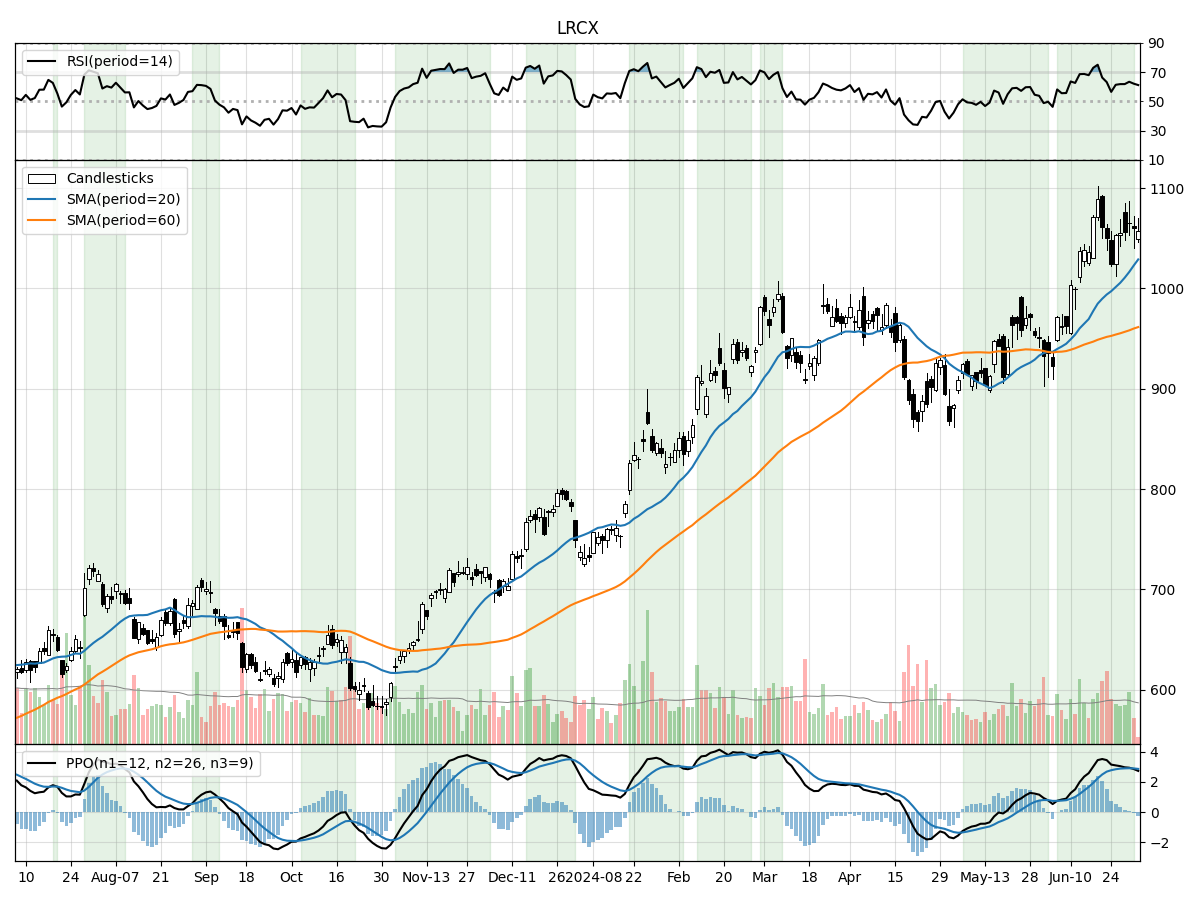 LRCX
RSI(period=14)
90
70
50
30
10
Candlesticks
SMA(period=20)
SMA(period=60)
1100
1000
900
800
700
600
PPO(n1=12, n2=26, n3=9)
4
2
0
−2
10 24 Aug-07 21 Sep 18 Oct 16 30 Nov-13 27 Dec-11 26 2024-08 22 Feb 20 Mar 18 Apr 15 29 May-13 28 Jun-10 24